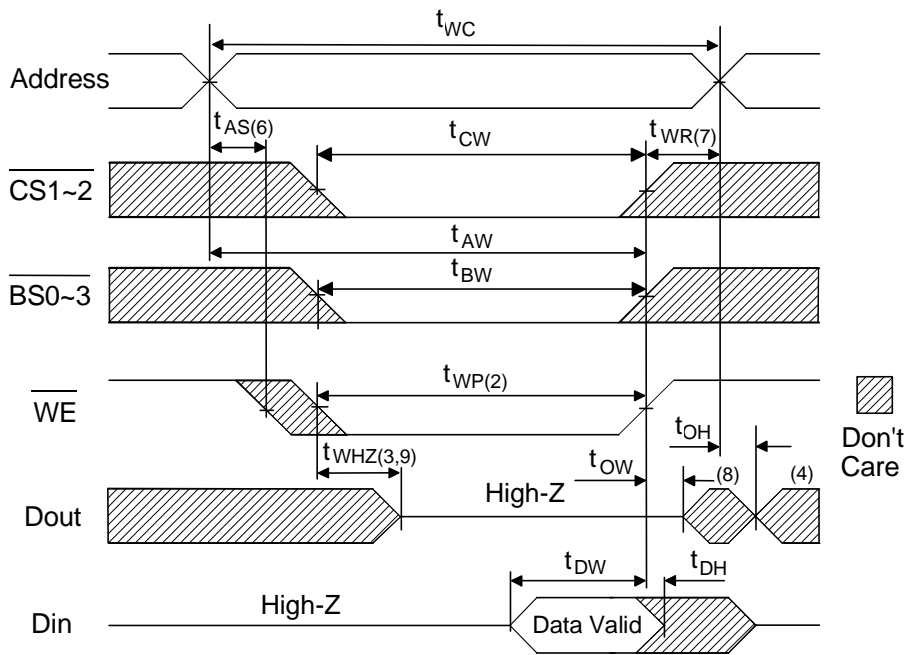 tWC
Address
tAS(6)
tCW
tWR(7)
CS1~2
tAW
BS0~3
tBW
WE
tWP(2)
Don't
Care
tWHZ(3,9)
tOW
tOH
(8)
(4)
Dout
High-Z
tDW
tDH
Din
High-Z
Data Valid